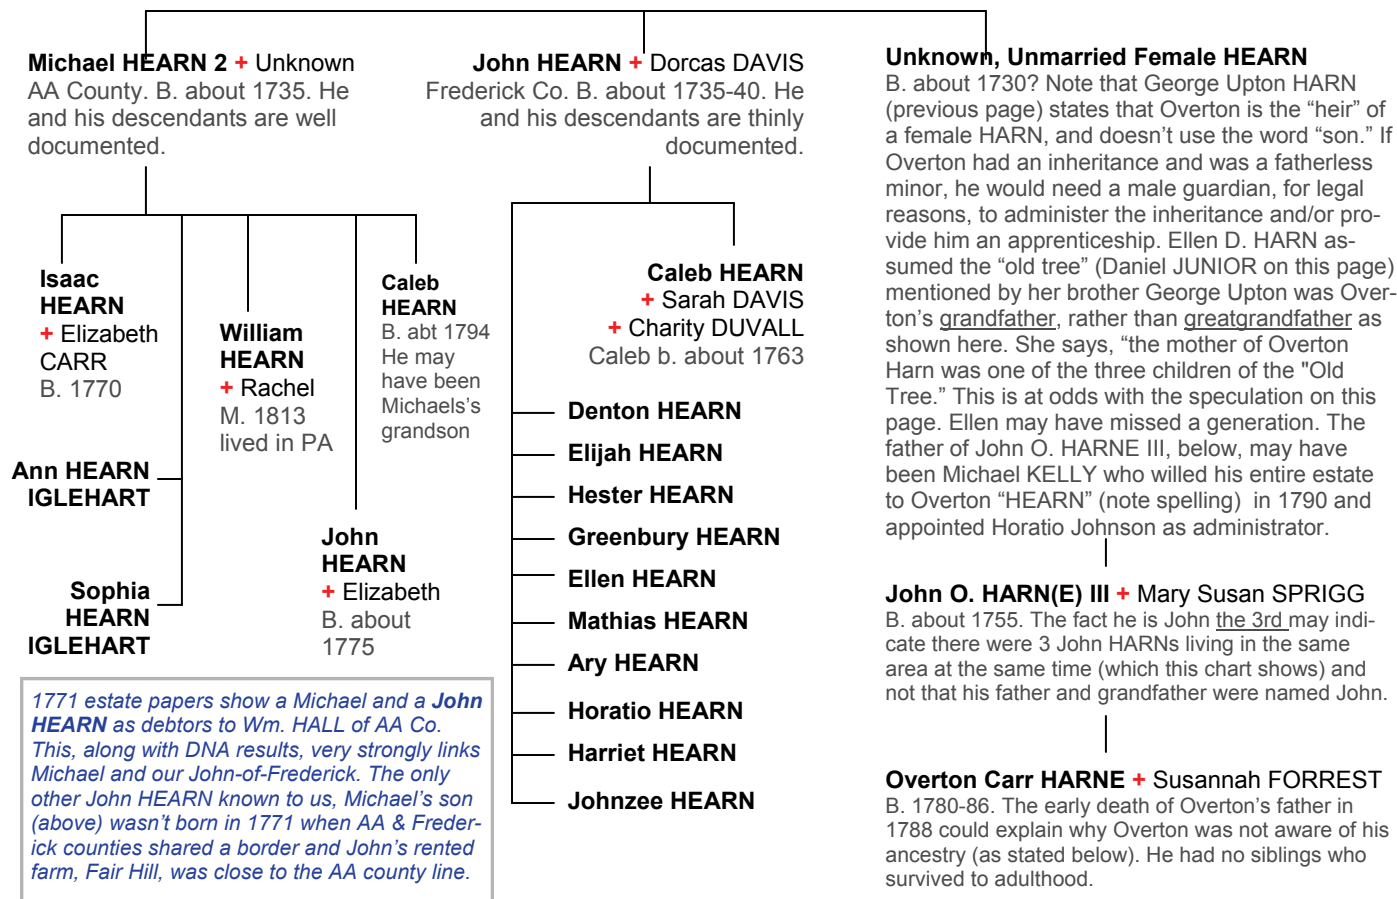 Michael HEARN 2 + Unknown
AA County. B. about 1735. He
and his descendants are well
documented.
John HEARN + Dorcas DAVIS
Frederick Co. B. about 1735-40. He
and his descendants are thinly
documented.
Unknown, Unmarried Female HEARN
B. about 1730? Note that George Upton HARN
(previous page) states that Overton is the “heir” of
a female HARN, and doesn’t use the word “son.” If
Overton had an inheritance and was a fatherless
minor, he would need a male guardian, for legal
reasons, to administer the inheritance and/or pro-
vide him an apprenticeship. Ellen D. HARN as-
sumed the “old tree” (Daniel JUNIOR on this page)
mentioned by her brother George Upton was Over-
ton’s grandfather, rather than greatgrandfather as
shown here. She says, “the mother of Overton
Harn was one of the three children of the "Old
Tree.” This is at odds with the speculation on this
page. Ellen may have missed a generation. The
father of John O. HARNE III, below, may have
been Michael KELLY who willed his entire estate
to Overton “HEARN” (note spelling) in 1790 and
appointed Horatio Johnson as administrator.
Isaac
HEARN
+ Elizabeth
CARR
B. 1770
William
HEARN
+ Rachel
M. 1813
lived in PA
Caleb
HEARN
B. abt 1794
He may
have been
Michaels’s
grandson
Ann HEARN
IGLEHART
Sophia
HEARN
IGLEHART
John
HEARN
+ Elizabeth
B. about
1775
Caleb HEARN
+ Sarah DAVIS
+ Charity DUVALL
Caleb b. about 1763
Denton HEARN
Elijah HEARN
Hester HEARN
Greenbury HEARN
Ellen HEARN
Mathias HEARN
Ary HEARN
Horatio HEARN
Harriet HEARN
Johnzee HEARN
John O. HARN(E) III + Mary Susan SPRIGG
B. about 1755. The fact he is John the 3rd may indi-
cate there were 3 John HARNs living in the same
area at the same time (which this chart shows) and
not that his father and grandfather were named John.
Overton Carr HARNE + Susannah FORREST
B. 1780-86. The early death of Overton’s father in
1788 could explain why Overton was not aware of his
ancestry (as stated below). He had no siblings who
survived to adulthood.
1771 estate papers show a Michael and a John
HEARN as debtors to Wm. HALL of AA Co.
This, along with DNA results, very strongly links
Michael and our John-of-Frederick. The only
other John HEARN known to us, Michael’s son
(above) wasn’t born in 1771 when AA & Freder-
ick counties shared a border and John’s rented
farm, Fair Hill, was close to the AA county line.